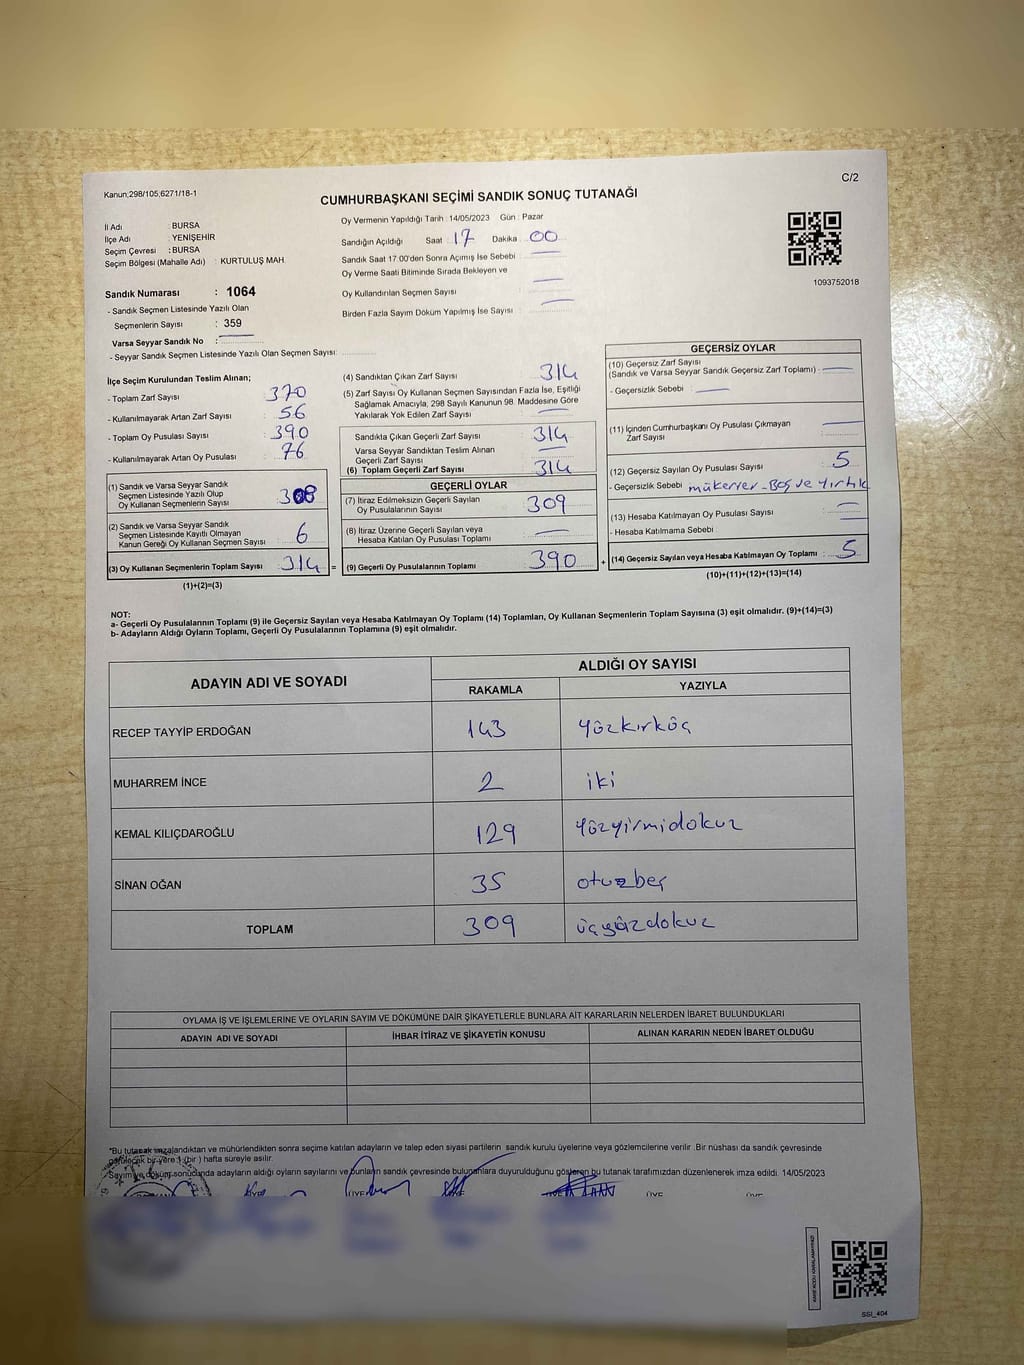 Kanun:298/105,6271/18-1
C/2
CUMHURBAŞKANI SEÇİMİ SANDIK SONUÇ TUTANAĞI
İl Adı : BURSA
İlçe Adı : YENİŞEHİR
Seçim Çevresi : BURSA
Seçim Bölgesi (Mahalle Adı) : KURTULUŞ MAH.
Sandık Numarası : 1064
- Sandık Seçmen Listesinde Yazılı Olan
Seçmenlerin Sayısı : 359
Varsa Seyyar Sandık No :
- Seyyar Sandık Seçmen Listesinde Yazılı Olan Seçmen Sayısı:
Oy Vermenin Yapıldığı Tarih : 14/05/2023 Gün : Pazar
Sandığın Açıldığı Saat 17 Dakika 00
Sandık Saat 17:00'den Sonra Açımış İse Sebebi
Oy Verme Saati Bitiminde Sırada Bekleyen ve
Oy Kullandırılan Seçmen Sayısı
Birden Fazla Sayım Döküm Yapılmış İse Sayısı :
1093752018
İlçe Seçim Kurulundan Teslim Alınan;
- Toplam Zarf Sayısı : 370
- Kullanılmayarak Artan Zarf Sayısı : 56
- Toplam Oy Pusulası Sayısı : 390
- Kullanılmayarak Artan Oy Pusulası : 76
(1) Sandık ve Varsa Seyyar Sandık
Seçmen Listesinde Yazılı Olup
Oy Kullanan Seçmenlerin Sayısı : 308
(2) Sandık ve Varsa Seyyar Sandık
Seçmen Listesinde Kayıtlı Olmayan
Kanun Gereği Oy Kullanan Seçmen Sayısı : 6
(3) Oy Kullanan Seçmenlerin Toplam Sayısı : 314 =
(1)+(2)=(3)
(4) Sandıktan Çıkan Zarf Sayısı : 314
(5) Zarf Sayısı Oy Kullanan Seçmen Sayısından Fazla İse, Eşitliği
Sağlamak Amacıyla, 298 Sayılı Kanunun 98. Maddesine Göre
Yakılarak Yok Edilen Zarf Sayısı :
Sandıkta Çıkan Geçerli Zarf Sayısı : 314
Varsa Seyyar Sandıktan Teslim Alınan
Geçerli Zarf Sayısı :
(6) Toplam Geçerli Zarf Sayısı : 314
GEÇERLİ OYLAR
(7) İtiraz Edilmeksizin Geçerli Sayılan
Oy Pusulalarının Sayısı : 309
(8) İtiraz Üzerine Geçerli Sayılan veya
Hesaba Katılan Oy Pusulası Toplamı :
(9) Geçerli Oy Pusulalarının Toplamı : 390 +
GEÇERSİZ OYLAR
(10) Geçersiz Zarf Sayısı
(Sandık ve Varsa Seyyar Sandık Geçersiz Zarf Toplamı) :
- Geçersizlik Sebebi :
(11) İçinden Cumhurbaşkanı Oy Pusulası Çıkmayan
Zarf Sayısı :
(12) Geçersiz Sayılan Oy Pusulası Sayısı : 5
- Geçersizlik Sebebi mükerrer - Boş ve Yırtık
(13) Hesaba Katılmayan Oy Pusulası Sayısı :
- Hesaba Katılmama Sebebi :
(14) Geçersiz Sayılan veya Hesaba Katılmayan Oy Toplamı : 5
(10)+(11)+(12)+(13)=(14)
NOT:
a- Geçerli Oy Pusulalarının Toplamı (9) ile Geçersiz Sayılan veya Hesaba Katılmayan Oy Toplamı (14) Toplamları, Oy Kullanan Seçmenlerin Toplam Sayısına (3) eşit olmalıdır. (9)+(14)=(3)
b- Adayların Aldığı Oyların Toplamı, Geçerli Oy Pusulalarının Toplamına (9) eşit olmalıdır.
ADAYIN ADI VE SOYADI
ALDIĞI OY SAYISI
RAKAMLA YAZIYLA
RECEP TAYYİP ERDOĞAN 143 yüzkırküç
MUHARREM İNCE 2 iki
KEMAL KILIÇDAROĞLU 129 yüzyirmidokuz
SİNAN OĞAN 35 otuzbeş
TOPLAM 309 üçyüzdokuz
OYLAMA İŞ VE İŞLEMLERİNE VE OYLARIN SAYIM VE DÖKÜMÜNE DAİR ŞİKAYETLERLE BUNLARA AİT KARARLARIN NELERDEN İBARET BULUNDUKLARI
ADAYIN ADI VE SOYADI İHBAR İTİRAZ VE ŞİKAYETİN KONUSU ALINAN KARARIN NEDEN İBARET OLDUĞU
*Bu tutanak imzalandıktan ve mühürlendikten sonra seçime katılan adayların ve talep eden siyasi partilerin sandık kurulu üyelerine veya gözlemcilerine verilir .Bir nüshası da sandık çevresinde
görülecek bir yere 1 (bir ) hafta süreyle asılır.
Sayım ve döküm sonucunda adayların aldığı oyların sayılarını ve bunların sandık çevresinde bulunanlara duyurulduğunu gösteren bu tutanak tarafımızdan düzenlenerek imza edildi. 14/05/2023
ÜYE ÜYE ÜYE ÜYE ÜYE ÜYE
SSİ_404